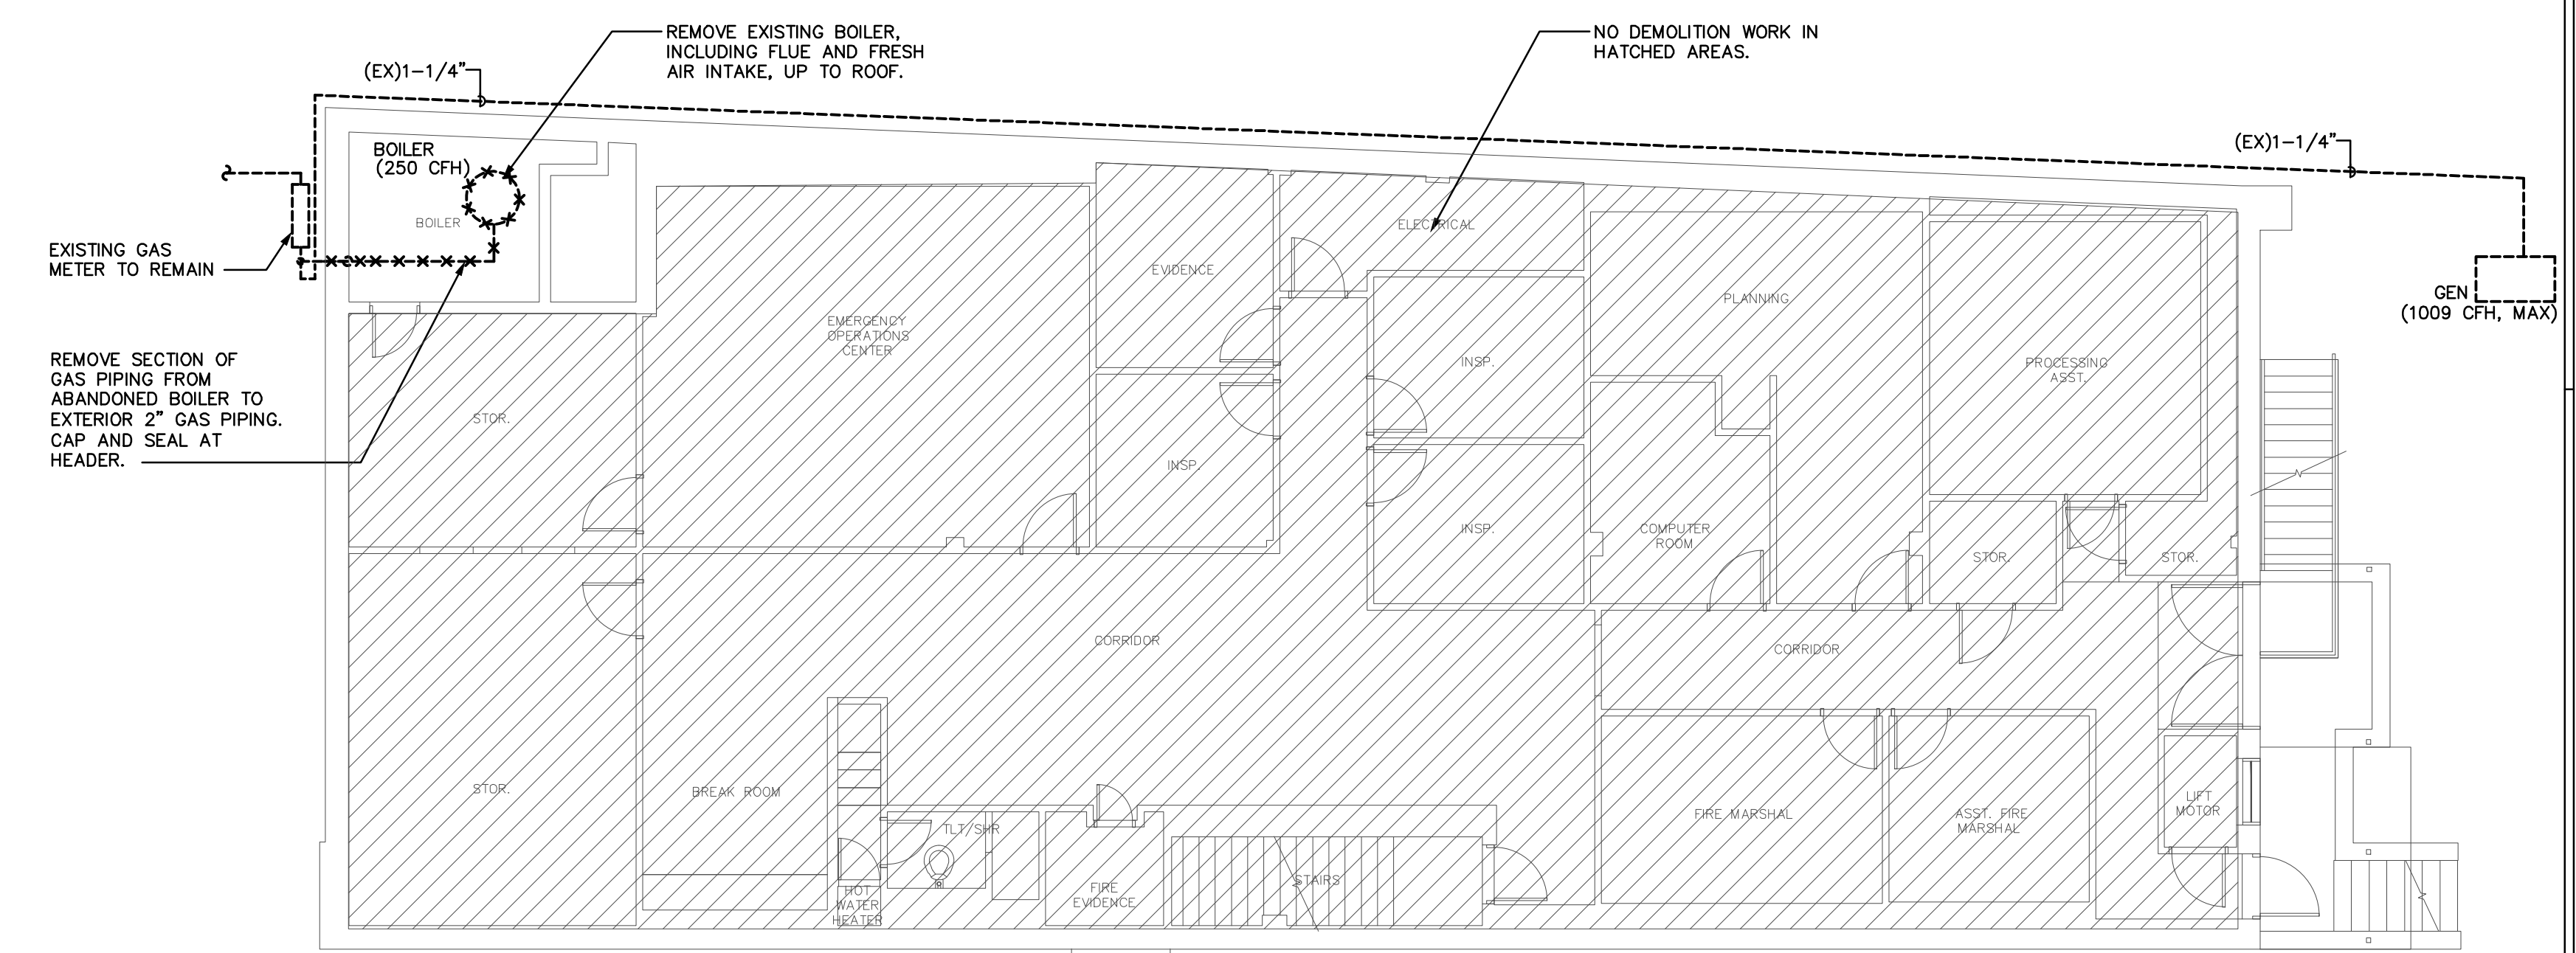 REMOVE EXISTING BOILER,
INCLUDING FLUE AND FRESH
AIR INTAKE, UP TO ROOF.
NO DEMOLITION WORK IN
HATCHED AREAS.
(EX)1-1/4"
(EX)1-1/4"
BOILER
(250 CFH)
BOILER
EXISTING GAS
METER TO REMAIN
GEN
(1009 CFH, MAX)
REMOVE SECTION OF
GAS PIPING FROM
ABANDONED BOILER TO
EXTERIOR 2" GAS PIPING.
CAP AND SEAL AT
HEADER.
ELECTRICAL
EVIDENCE
PLANNING
EMERGENCY
OPERATIONS
CENTER
INSP.
PROCESSING
ASST.
STOR.
INSP.
INSP.
COMPUTER
ROOM
STOR.
STOR.
CORRIDOR
CORRIDOR
STOR.
BREAK ROOM
TLT/SHR
FIRE MARSHAL
ASST. FIRE
MARSHAL
LIFT
MOTOR
HOT
WATER
HEATER
FIRE
EVIDENCE
STAIRS